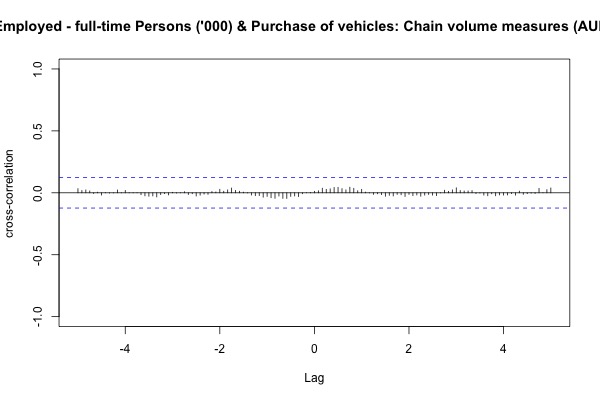 Employed - full-time Persons ('000) & Purchase of vehicles: Chain volume measures (AU
1.0
0.5
0.0
-0.5
-1.0
cross-correlation
-4 -2 0 2 4
Lag